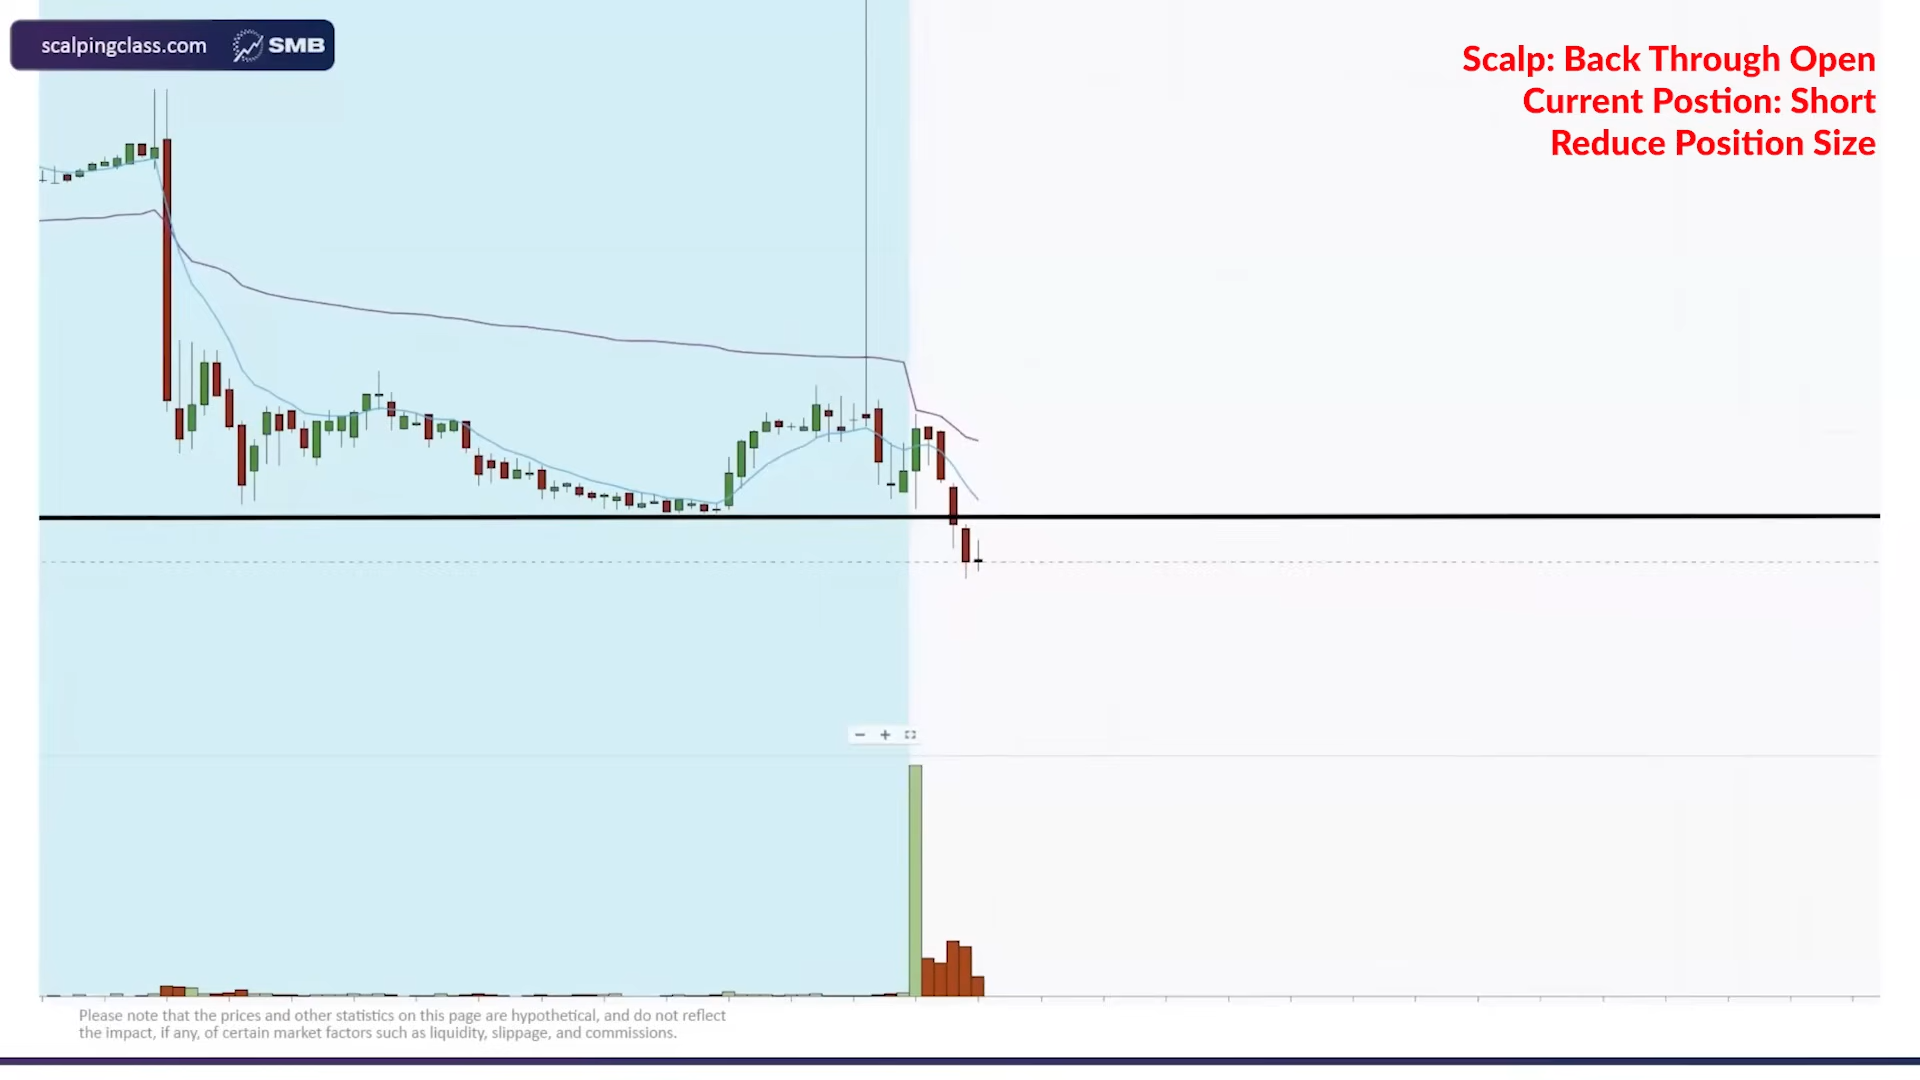 scalpingclass.com SMB
Scalp: Back Through Open
Current Postion: Short
Reduce Position Size
Please note that the prices and other statistics on this page are hypothetical, and do not reflect
the impact, if any, of certain market factors such as liquidity, slippage, and commissions.